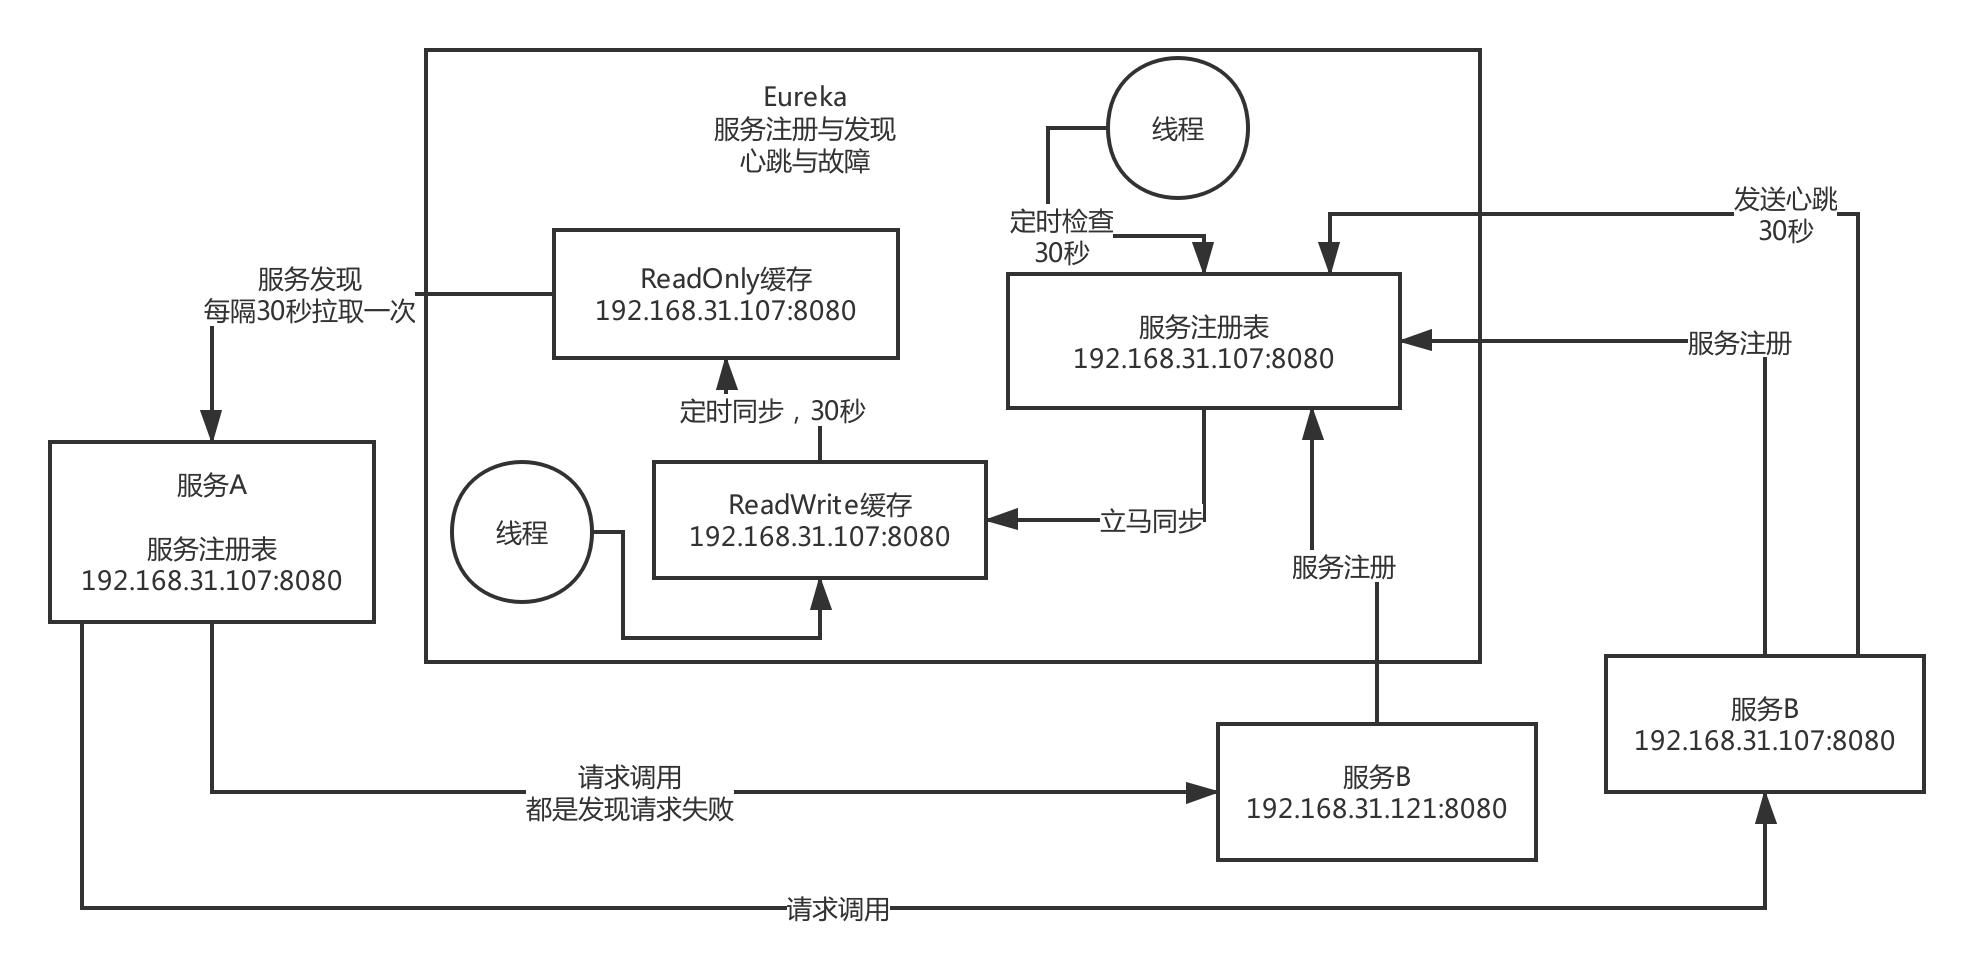 Eureka
服务注册与发现
心跳与故障
线程
定时检查
30秒
发送心跳
30秒
服务发现
每隔30秒拉取一次
ReadOnly缓存
192.168.31.107:8080
服务注册表
192.168.31.107:8080
服务注册
定时同步，30秒
服务A
服务注册表
192.168.31.107:8080
线程
ReadWrite缓存
192.168.31.107:8080
立马同步
服务注册
服务B
192.168.31.107:8080
请求调用
都是发现请求失败
服务B
192.168.31.121:8080
请求调用